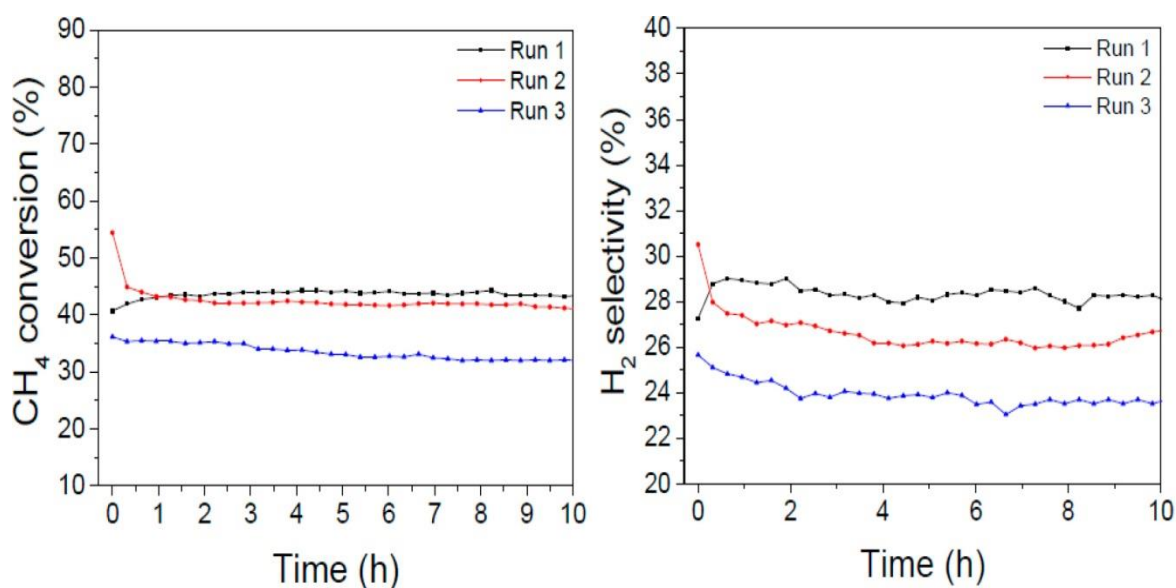 CH4 conversion (%)
90
80
70
60
50
40
30
20
10
Run 1
Run 2
Run 3
0 1 2 3 4 5 6 7 8 9 10
Time (h)
H2 selectivity (%)
40
38
36
34
32
30
28
26
24
22
20
Run 1
Run 2
Run 3
0 2 4 6 8 10
Time (h)